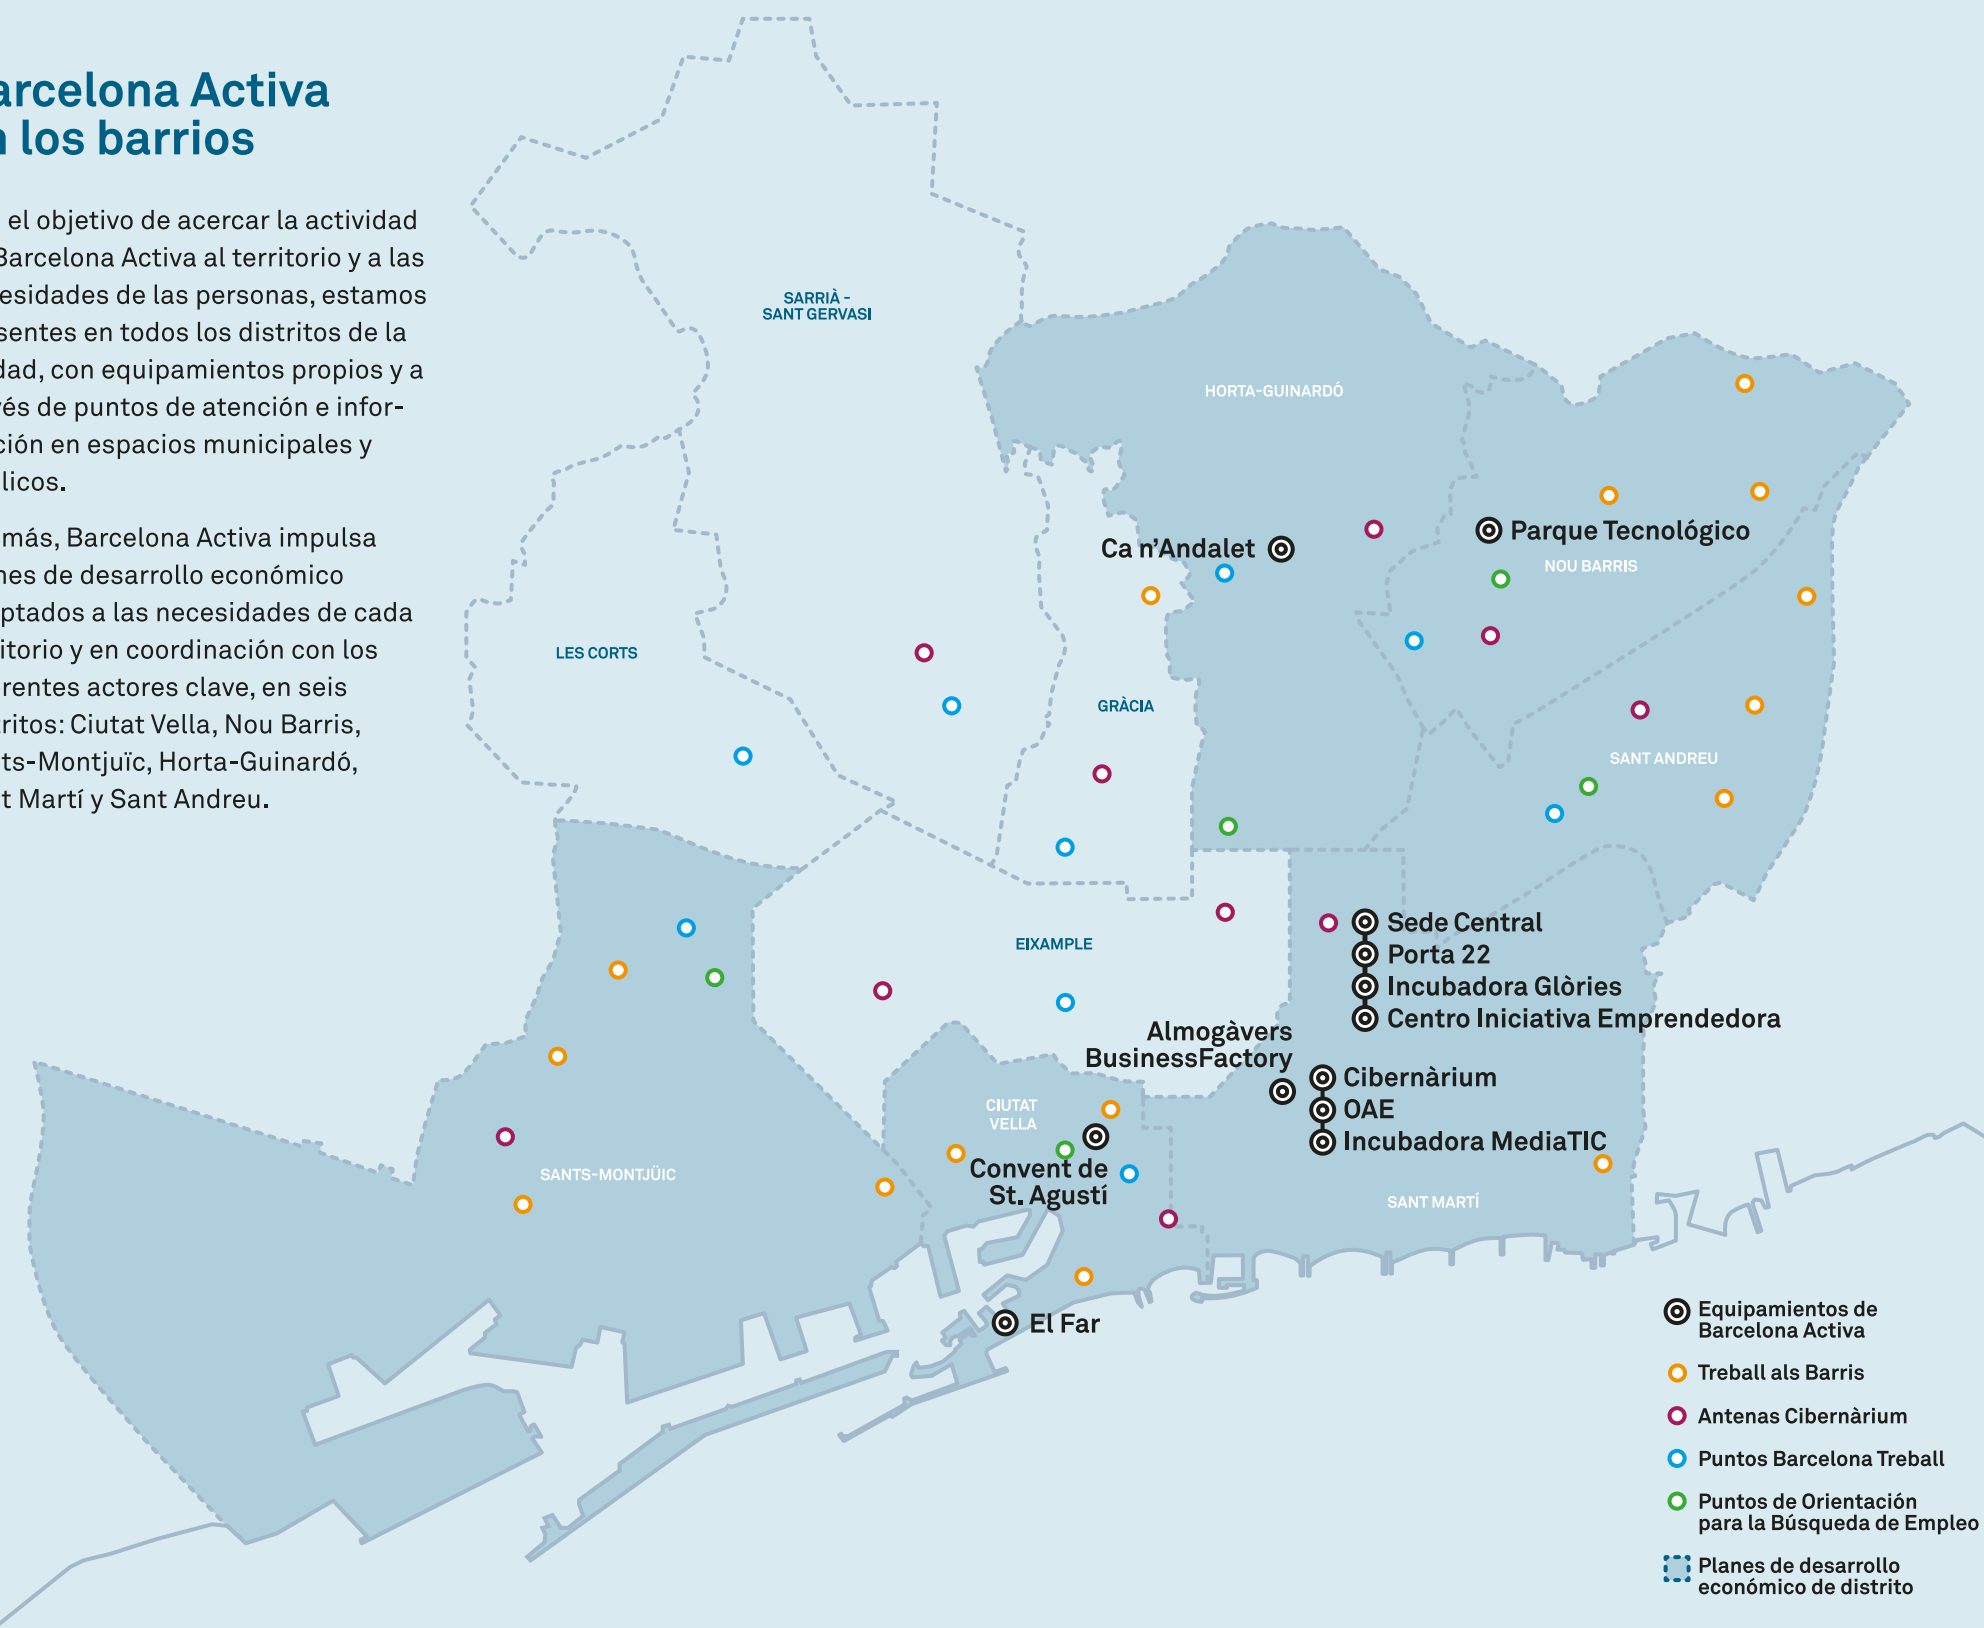 arcelona Activa
n los barrios
el objetivo de acercar la actividad
Barcelona Activa al territorio y a las
esidades de las personas, estamos
sentes en todos los distritos de la
dad, con equipamientos propios y a
vés de puntos de atención e infor-
ción en espacios municipales y
licos.
más, Barcelona Activa impulsa
nes de desarrollo económico
ptados a las necesidades de cada
itorio y en coordinación con los
rentes actores clave, en seis
tritos: Ciutat Vella, Nou Barris,
ts-Montjuïc, Horta-Guinardó,
t Martí y Sant Andreu.
SARRIÀ -
SANT GERVASI
HORTA-GUINARDÓ
Ca n'Andalet
Parque Tecnológico
NOU BARRIS
LES CORTS
GRÀCIA
SANT ANDREU
EIXAMPLE
Sede Central
Porta 22
Incubadora Glòries
Centro Iniciativa Emprendedora
Almogàvers
BusinessFactory
Cibernàrium
OAE
Incubadora MediaTIC
CIUTAT
VELLA
Convent de
St. Agustí
SANTS-MONTJÜIC
SANT MARTÍ
El Far
Equipamientos de
Barcelona Activa
Treball als Barris
Antenas Cibernàrium
Puntos Barcelona Treball
Puntos de Orientación
para la Búsqueda de Empleo
Planes de desarrollo
económico de distrito